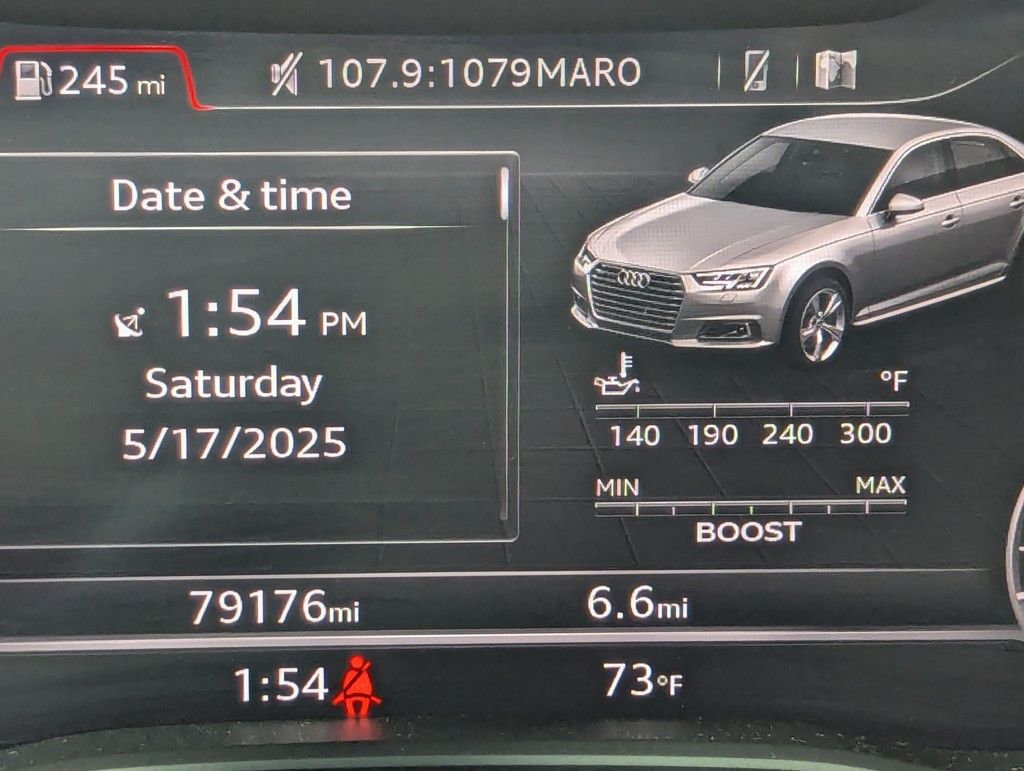 245 mi
107.9:1079MARO
Date & time
1:54 PM
Saturday
5/17/2025
°F
140 190 240 300
MIN MAX
BOOST
79176mi 6.6mi
1:54 73°F